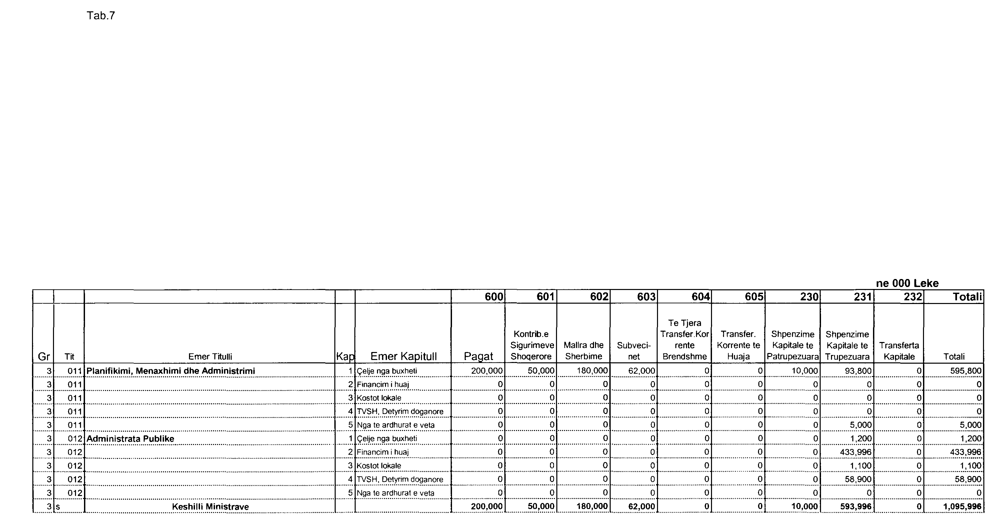 Tab.7
ne 000 Leke
600 601 602 603 604 605 230 231 232 Totali
Te Tjera
Kontrib.e Transfer.Kor Transfer. Shpenzime Shpenzime
Sigurimeve Mallra dhe Subveci- rente Korrente te Kapitale te Kapitale te Transferta
Gr Tit Emer Titulli Kap Emer Kapitull Pagat Shoqerore Sherbime net Brendshme Huaja Patrupezuara Trupezuara Kapitale Totali
3 011 Planifikimi, Menaxhimi dhe Administrimi 1 Çelje nga buxheti 200,000 50,000 180,000 62,000 0 0 10,000 93,800 0 595,800
3 011 2 Financim i huaj 0 0 0 0 0 0 0 0 0 0
3 011 3 Kostot lokale 0 0 0 0 0 0 0 0 0 0
3 011 4 TVSH, Detyrim doganore 0 0 0 0 0 0 0 0 0 0
3 011 5 Nga te ardhurat e veta 0 0 0 0 0 0 0 5,000 0 5,000
3 012 Administrata Publike 1 Çelje nga buxheti 0 0 0 0 0 0 0 1,200 0 1,200
3 012 2 Financim i huaj 0 0 0 0 0 0 0 433,996 0 433,996
3 012 3 Kostot lokale 0 0 0 0 0 0 0 1,100 0 1,100
3 012 4 TVSH, Detyrim doganore 0 0 0 0 0 0 0 58,900 0 58,900
3 012 5 Nga te ardhurat e veta 0 0 0 0 0 0 0 0 0 0
3 s Keshilli Ministrave 200,000 50,000 180,000 62,000 0 0 10,000 593,996 0 1,095,996